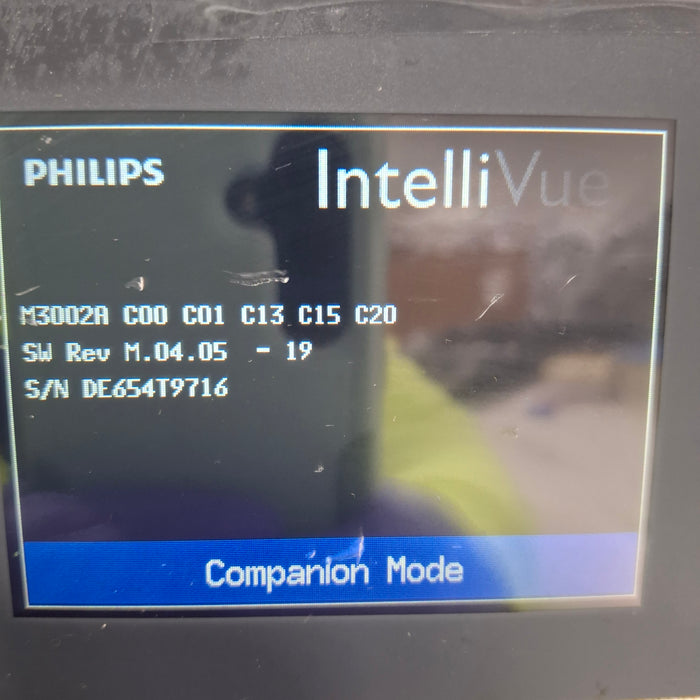 PHILIPS
IntelliVue
M3002A C00 C01 C13 C15 C20
SW Rev M.04.05 - 19
S/N DE654T9716
Companion Mode